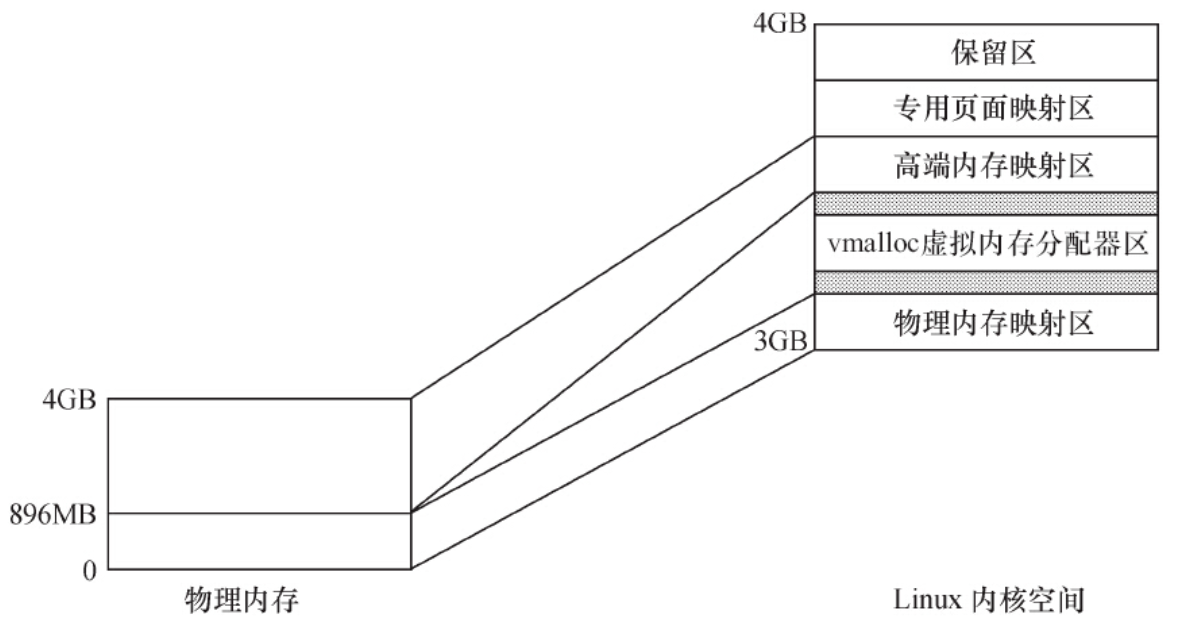 4GB
保留区
专用页面映射区
高端内存映射区
vmalloc虚拟内存分配器区
物理内存映射区
3GB
4GB
896MB
0
物理内存
Linux 内核空间